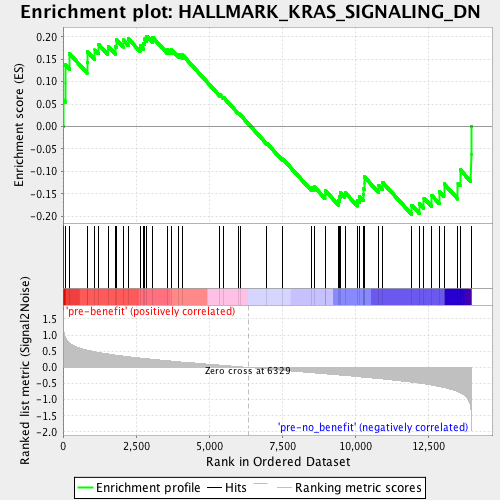 Enrichment plot: HALLMARK_KRAS_SIGNALING_DN
Enrichment score (ES)
0.20
0.15
0.10
0.05
0.00
-0.05
-0.10
-0.15
-0.20
'pre-benefit' (positively correlated)
Ranked list metric (Signal2Noise)
1.5
1.0
0.5
0.0
-0.5
-1.0
-1.5
-2.0
Zero cross at 6329
'pre-no_benefit' (negatively correlated)
0 2,500 5,000 7,500 10,000 12,500
Rank in Ordered Dataset
Enrichment profile Hits Ranking metric scores